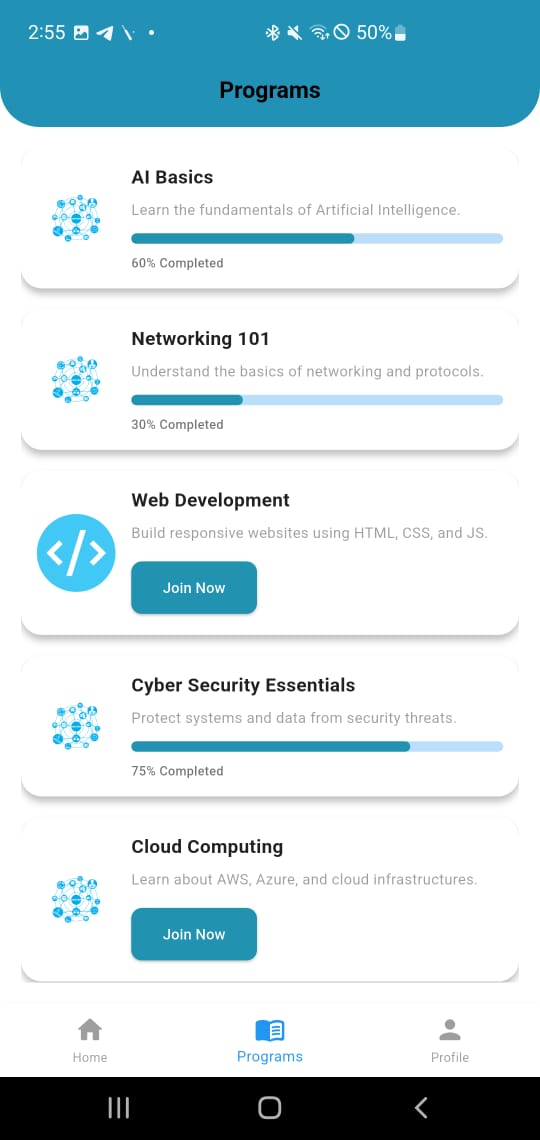 2:55
50%
Programs
AI Basics
Learn the fundamentals of Artificial Intelligence.
60% Completed
Networking 101
Understand the basics of networking and protocols.
30% Completed
Web Development
Build responsive websites using HTML, CSS, and JS.
Join Now
Cyber Security Essentials
Protect systems and data from security threats.
75% Completed
Cloud Computing
Learn about AWS, Azure, and cloud infrastructures.
Join Now
Home
Programs
Profile